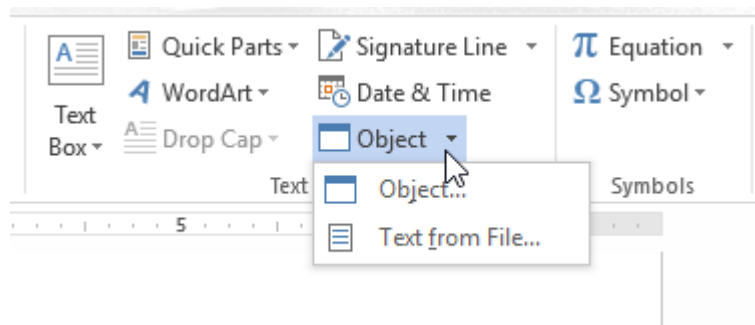 Text
Box
Quick Parts
WordArt
Drop Cap
Signature Line
Date & Time
Object
Object...
Text from File...
Text
π Equation
Ω Symbol
Symbols
5